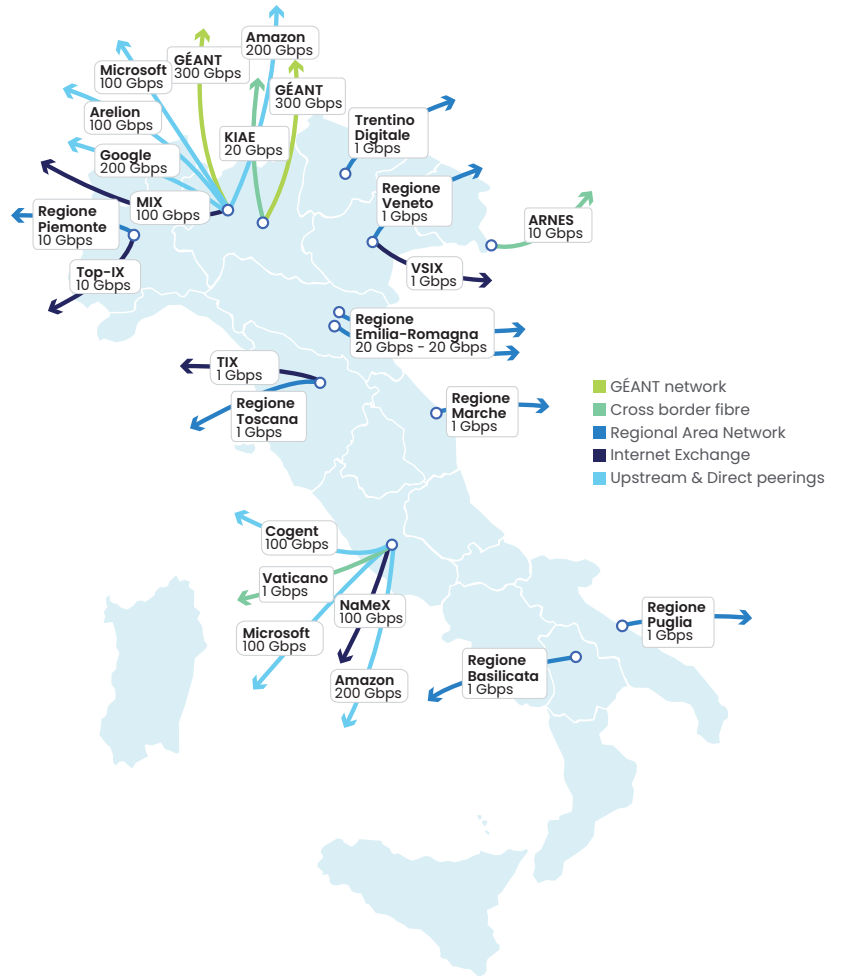 Amazon
200 Gbps
GÉANT
300 Gbps
Microsoft
100 Gbps
GÉANT
300 Gbps
Arelion
100 Gbps
KIAE
20 Gbps
Trentino
Digitale
1 Gbps
Google
200 Gbps
Regione
Veneto
1 Gbps
MIX
100 Gbps
Regione
Piemonte
10 Gbps
ARNES
10 Gbps
Top-IX
10 Gbps
VSIX
1 Gbps
Regione
Emilia-Romagna
20 Gbps - 20 Gbps
TIX
1 Gbps
Regione
Toscana
1 Gbps
Regione
Marche
1 Gbps
GÉANT network
Cross border fibre
Regional Area Network
Internet Exchange
Upstream & Direct peerings
Cogent
100 Gbps
Vaticano
1 Gbps
NaMeX
100 Gbps
Microsoft
100 Gbps
Amazon
200 Gbps
Regione
Puglia
1 Gbps
Regione
Basilicata
1 Gbps